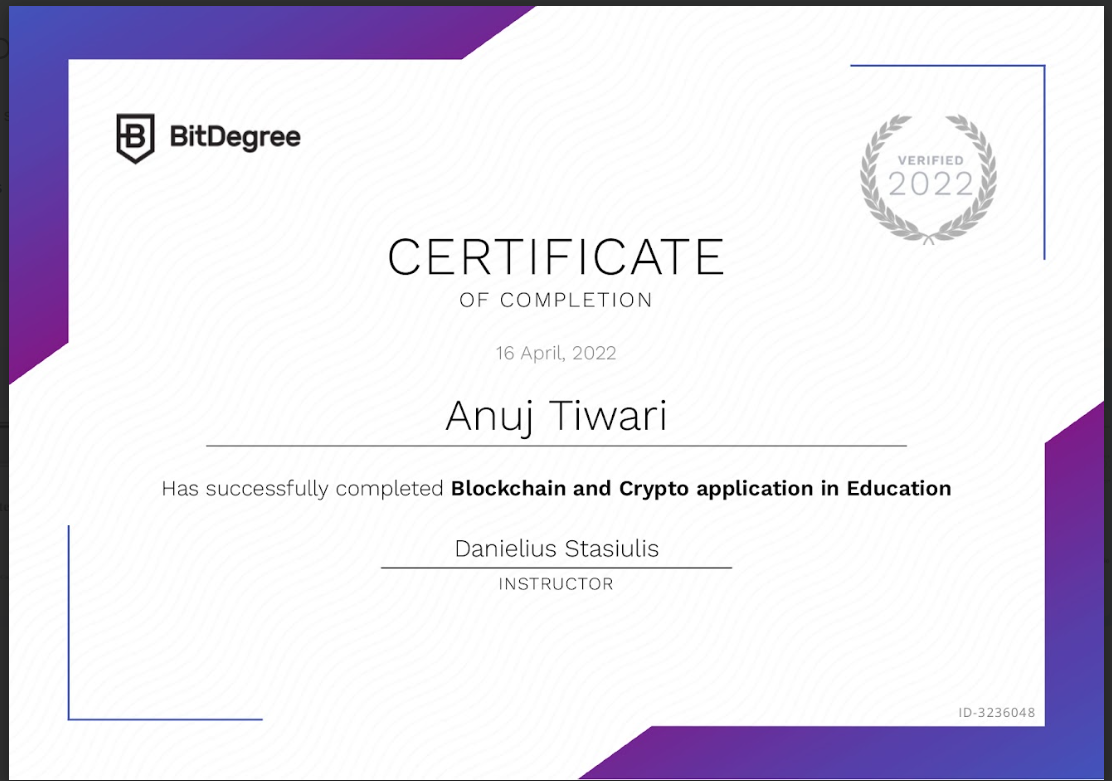 BitDegree
VERIFIED
2022
CERTIFICATE
OF COMPLETION
16 April, 2022
Anuj Tiwari
Has successfully completed Blockchain and Crypto application in Education
Danielius Stasiulis
INSTRUCTOR
ID-3236048